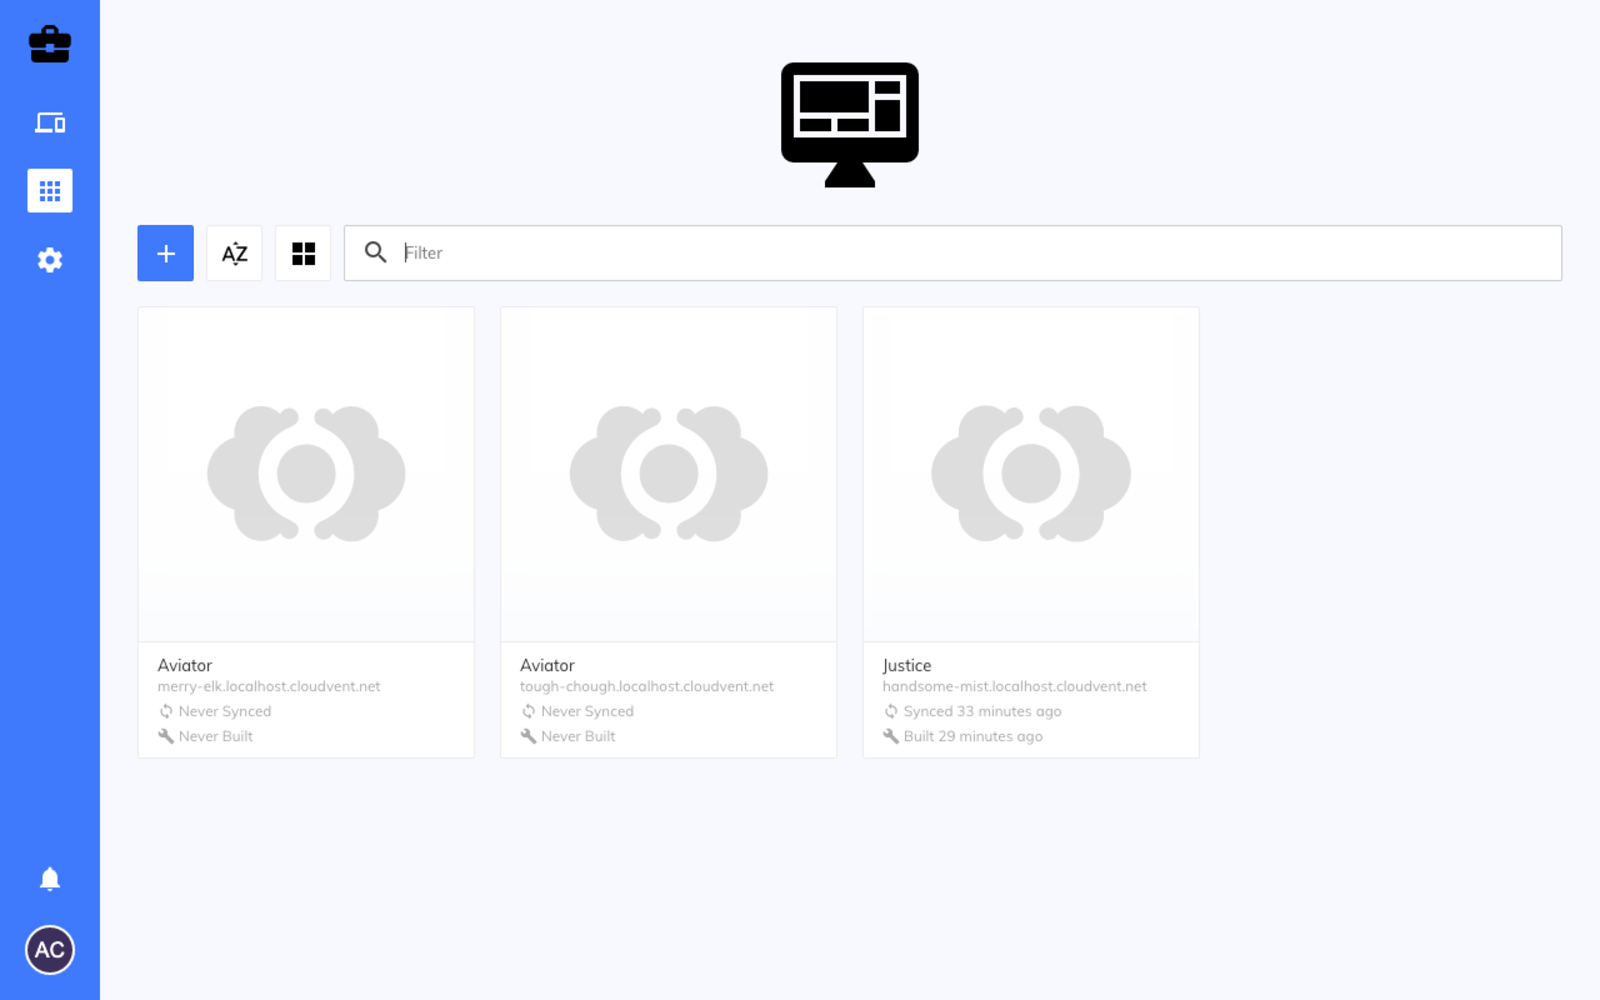 AZ
Filter
Aviator
merry-elk.localhost.cloudvent.net
Never Synced
Never Built
Aviator
tough-chough.localhost.cloudvent.net
Never Synced
Never Built
Justice
handsome-mist.localhost.cloudvent.net
Synced 33 minutes ago
Built 29 minutes ago
AC